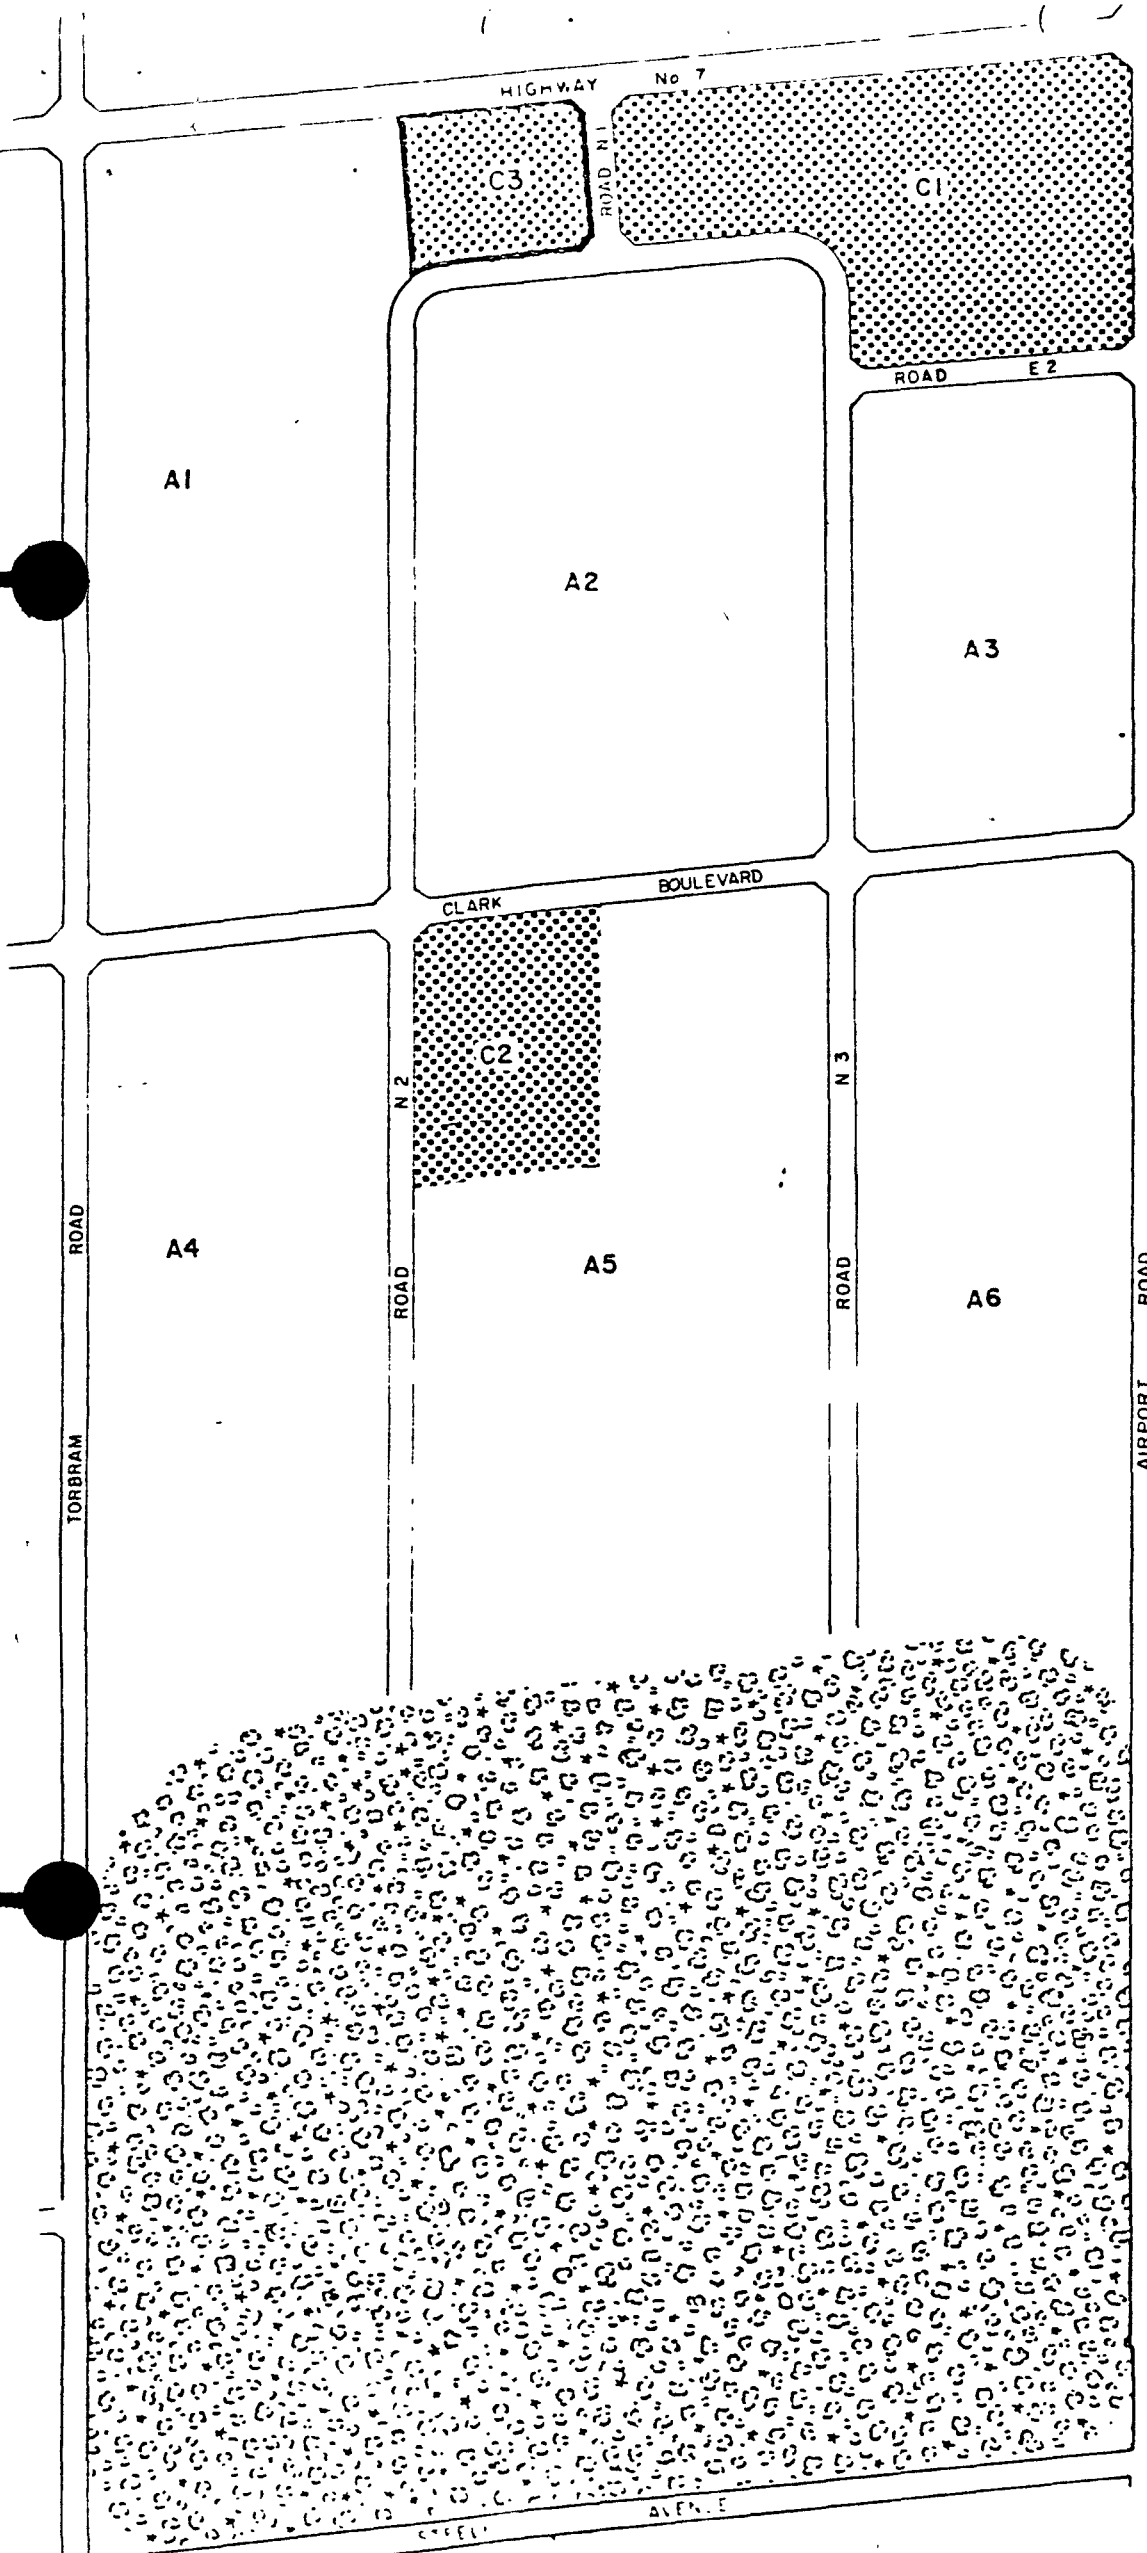 HIGHWAY No 7
C3
ROAD N1
C1
ROAD E2
A1
A2
A3
CLARK BOULEVARD
C2
N2 ROAD
N3 ROAD
A4
A5
A6
TORBRAM ROAD
AIRPORT ROAD
AVENUE